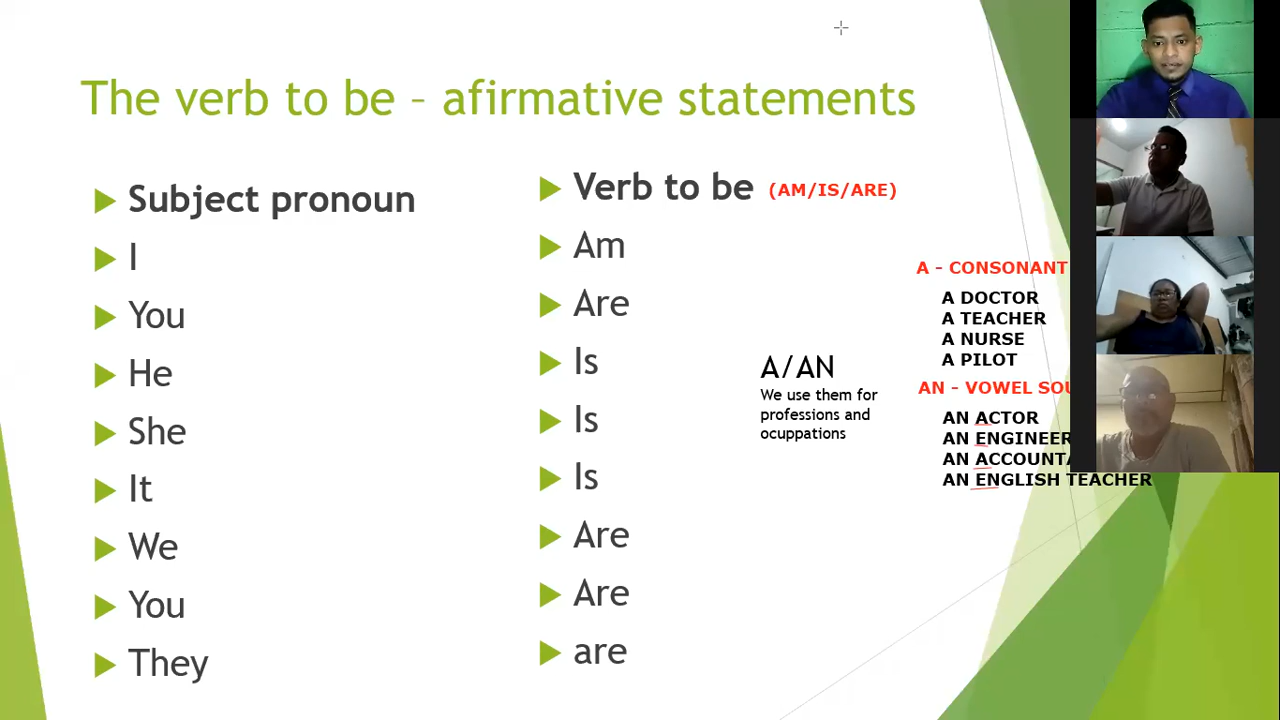 The verb to be – afirmative statements
Subject pronoun
I
You
He
She
It
We
You
They
Verb to be (AM/IS/ARE)
Am
Are
Is
Is
Is
Are
Are
are
A/AN
We use them for
professions and
ocuppations
A - CONSONANT
A DOCTOR
A TEACHER
A NURSE
A PILOT
AN - VOWEL
AN ACTOR
AN ENGINEER
AN
AN ENGLISH TEACHER